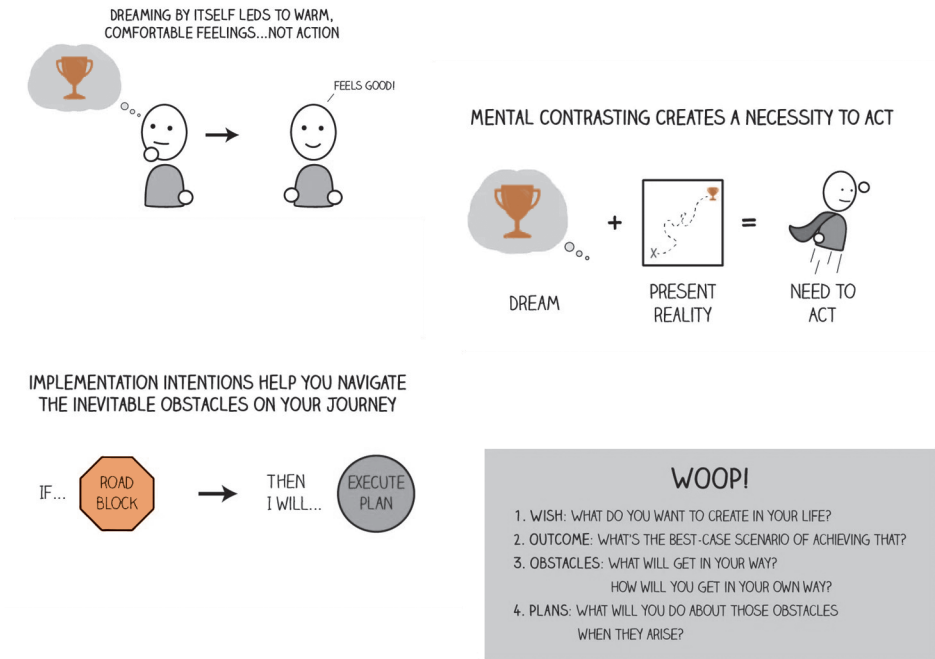 DREAMING BY ITSELF LEDS TO WARM,
COMFORTABLE FEELINGS...NOT ACTION
FEELS GOOD!
MENTAL CONTRASTING CREATES A NECESSITY TO ACT
+
=
X
DREAM
PRESENT
REALITY
NEED TO
ACT
IMPLEMENTATION INTENTIONS HELP YOU NAVIGATE
THE INEVITABLE OBSTACLES ON YOUR JOURNEY
IF...
ROAD
BLOCK
THEN
I WILL...
EXECUTE
PLAN
WOOP!
1. WISH: WHAT DO YOU WANT TO CREATE IN YOUR LIFE?
2. OUTCOME: WHAT'S THE BEST-CASE SCENARIO OF ACHIEVING THAT?
3. OBSTACLES: WHAT WILL GET IN YOUR WAY?
HOW WILL YOU GET IN YOUR OWN WAY?
4. PLANS: WHAT WILL YOU DO ABOUT THOSE OBSTACLES
WHEN THEY ARISE?